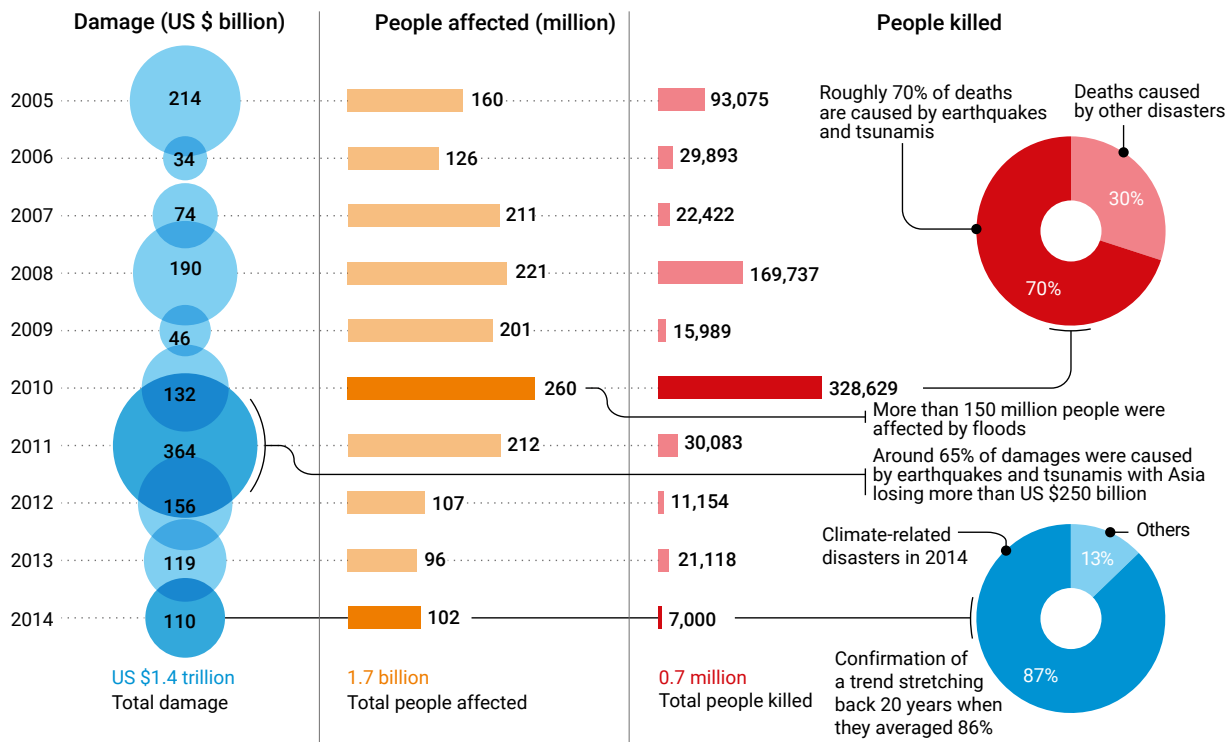 Damage (US $ billion)
People affected (million)
People killed
2005
214
160
93,075
2006
34
126
29,893
2007
74
211
22,422
2008
190
221
169,737
2009
46
201
15,989
2010
132
260
328,629
2011
364
212
30,083
2012
156
107
11,154
2013
119
96
21,118
2014
110
102
7,000
US $1.4 trillion
Total damage
1.7 billion
Total people affected
0.7 million
Total people killed
Roughly 70% of deaths
are caused by earthquakes
and tsunamis
Deaths caused
by other disasters
30%
70%
More than 150 million people were
affected by floods
Around 65% of damages were caused
by earthquakes and tsunamis with Asia
losing more than US $250 billion
Climate-related
disasters in 2014
Others
13%
87%
Confirmation of
a trend stretching
back 20 years when
they averaged 86%